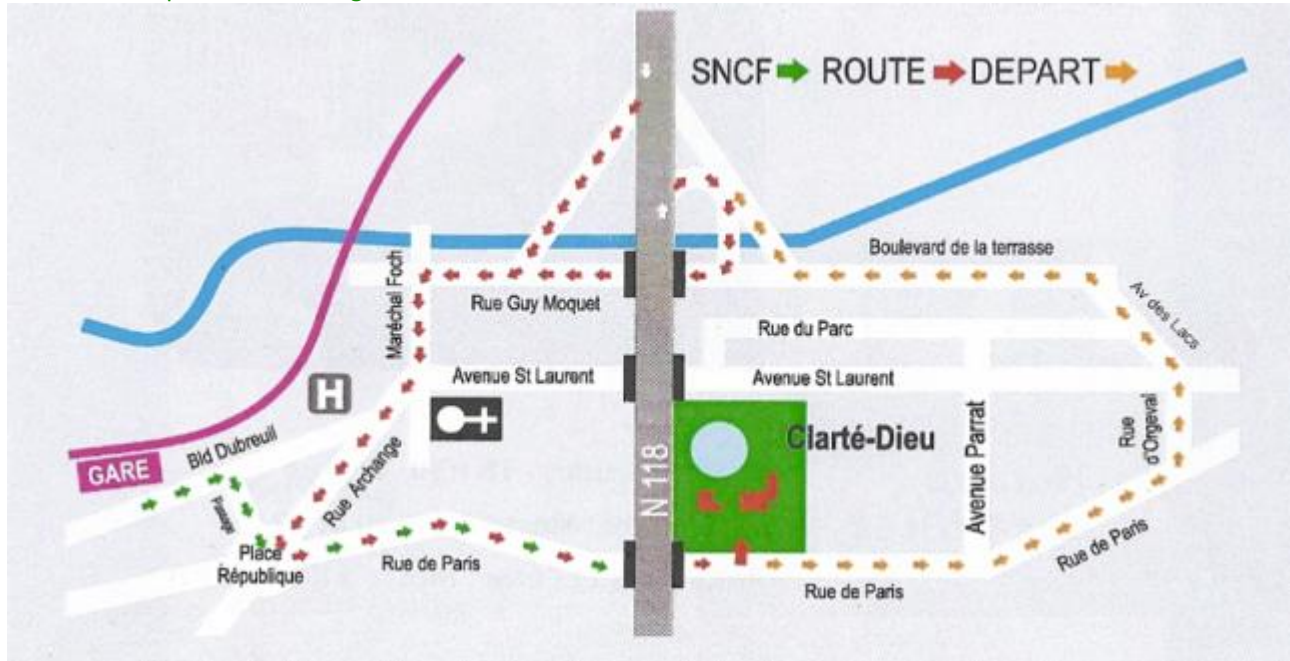 SNCF ROUTE DEPART
Maréchal Foch
Boulevard de la terrasse
Rue Guy Moquet
Av des Lacs
Rue du Parc
Avenue St Laurent
Avenue St Laurent
H
Clarté-Dieu
Bld Dubreuil
GARE
Rue Archange
Passage
N 118
Avenue Parrat
Rue
d'Orgeval
Place
République
Rue de Paris
Rue de Paris
Rue de Paris